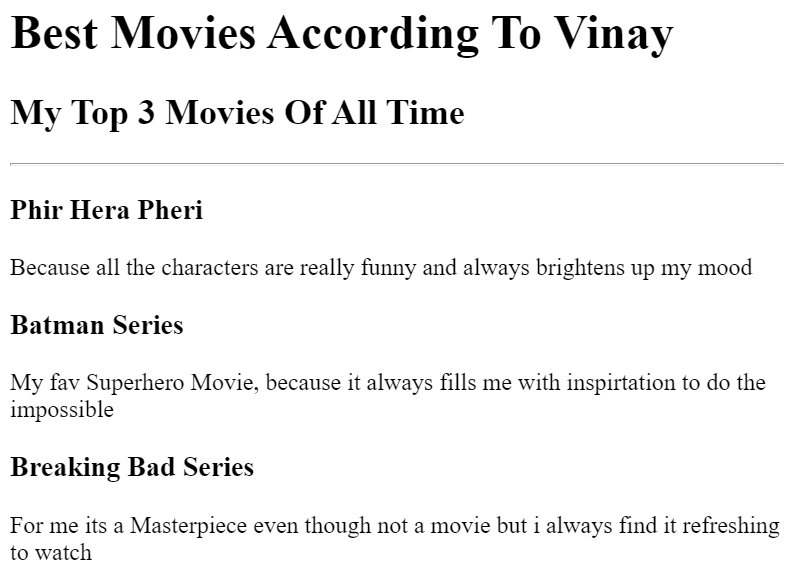 Best Movies According To Vinay
My Top 3 Movies Of All Time
Phir Hera Pheri
Because all the characters are really funny and always brightens up my mood
Batman Series
My fav Superhero Movie, because it always fills me with inspirtation to do the
impossible
Breaking Bad Series
For me its a Masterpiece even though not a movie but i always find it refreshing
to watch